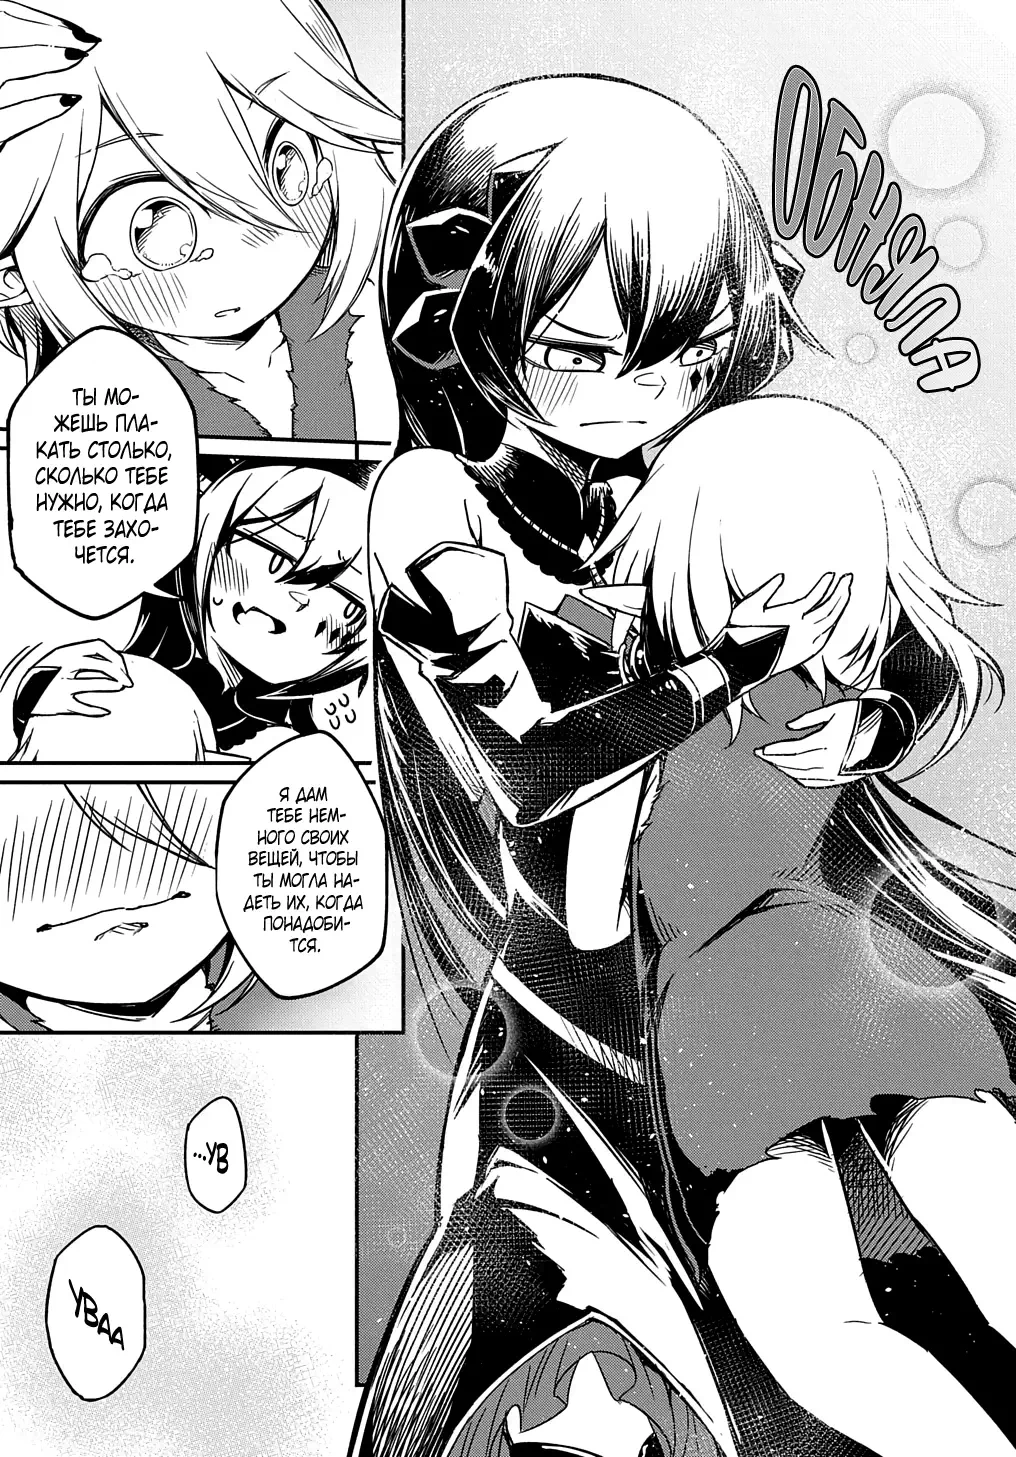 ОБНЯЛА
ТЫ МО-
ЖЕШЬ ПЛА-
КАТЬ СТОЛЬКО,
СКОЛЬКО ТЕБЕ
НУЖНО, КОГДА
ТЕБЕ ЗАХО-
ЧЕТСЯ.
Я ДАМ
ТЕБЕ НЕМ-
НОГО СВОИХ
ВЕЩЕЙ, ЧТОБЫ
ТЫ МОГЛА НА-
ДЕТЬ ИХ, КОГДА
ПОНАДОБИ-
ТСЯ.
...УВ
УВАА